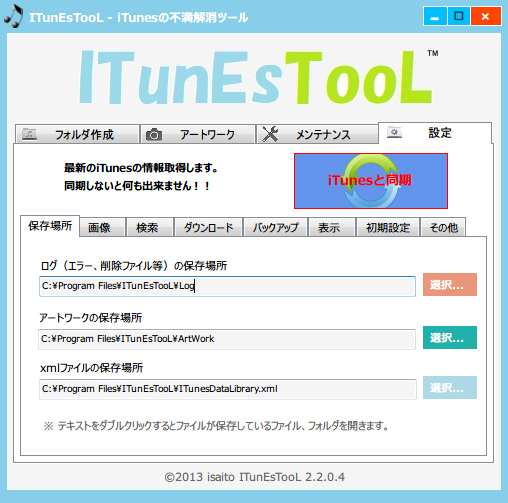 ITunEsTooL - iTunesの不満解消ツール
ITunEsTooL™
フォルダ作成 アートワーク メンテナンス 設定
最新のiTunesの情報取得します。
同期しないと何も出来ません！！
iTunesと同期
保存場所 画像 検索 ダウンロード バックアップ 表示 初期設定 その他
ログ（エラー、削除ファイル等）の保存場所
C:¥Program Files¥ITunEsTooL¥Log 選択...
アートワークの保存場所
C:¥Program Files¥ITunEsTooL¥ArtWork 選択...
xmlファイルの保存場所
C:¥Program Files¥ITunEsTooL¥ITunesDataLibrary.xml 選択...
※ テキストをダブルクリックするとファイルが保存しているファイル、フォルダを開きます。
©2013 isaito ITunEsTooL 2.2.0.4